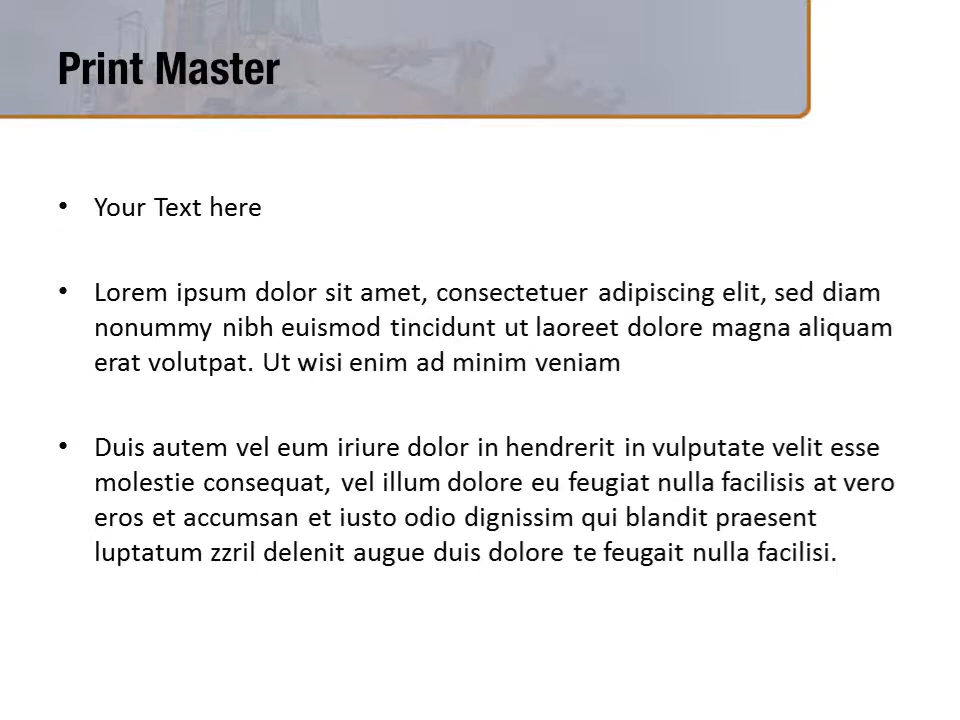 Print Master
• Your Text here
• Lorem ipsum dolor sit amet, consectetuer adipiscing elit, sed diam
nonummy nibh euismod tincidunt ut laoreet dolore magna aliquam
erat volutpat. Ut wisi enim ad minim veniam
• Duis autem vel eum iriure dolor in hendrerit in vulputate velit esse
molestie consequat, vel illum dolore eu feugiat nulla facilisis at vero
eros et accumsan et iusto odio dignissim qui blandit praesent
luptatum zzril delenit augue duis dolore te feugait nulla facilisi.